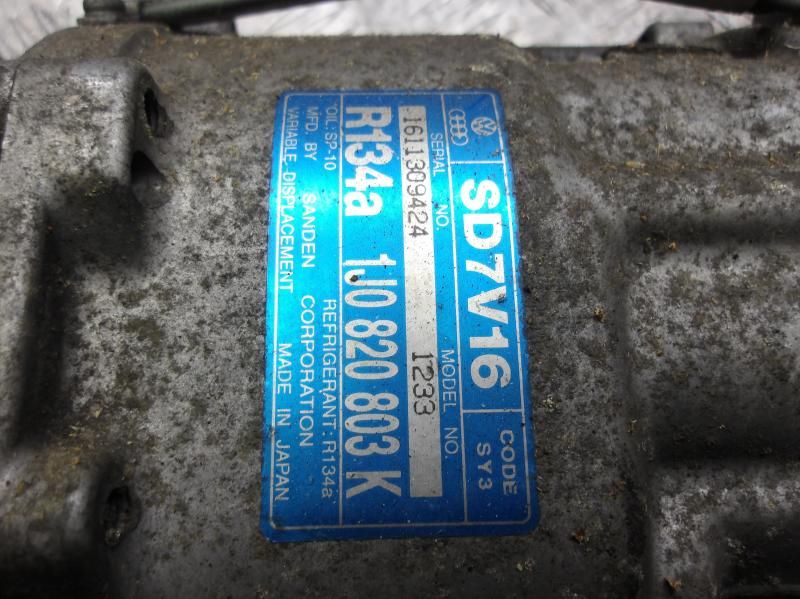 SD7V16 CODE SY3
SERIAL NO. MODEL NO.
1611309424 1233
R134a 1J0 820 803 K
OIL: SP-10 REFRIGERANT: R134a
MFD. BY SANDEN CORPORATION
VARIABLE DISPLACEMENT MADE IN JAPAN